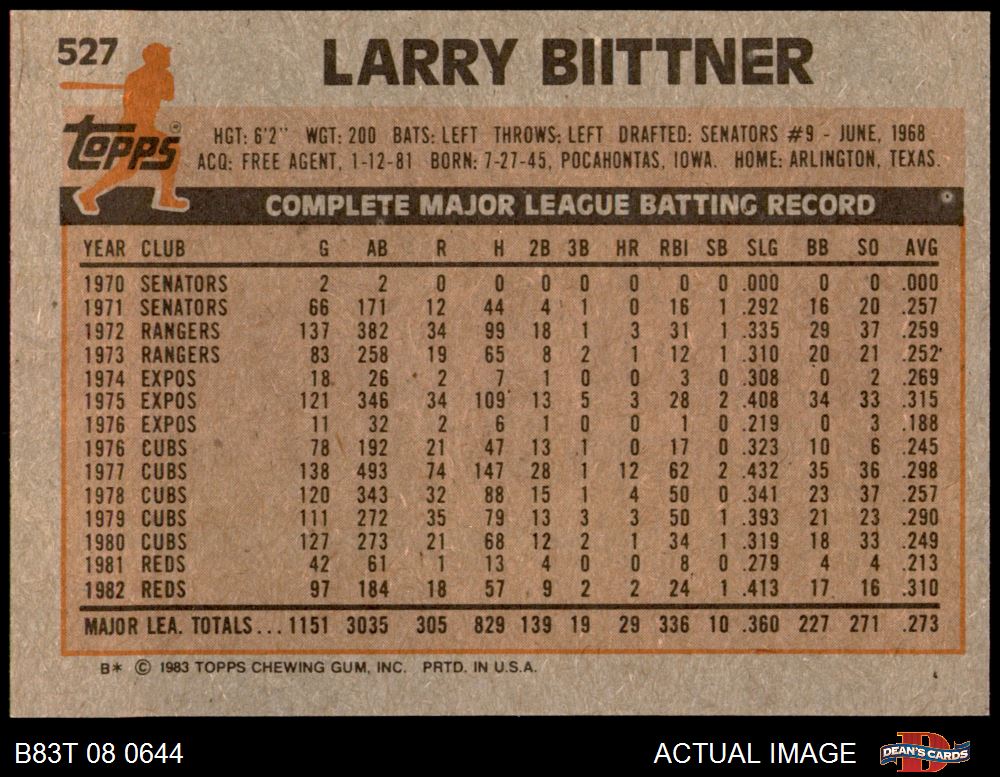 527 LARRY BIITTNER
Topps®
HGT: 6'2" WGT: 200 BATS: LEFT THROWS: LEFT DRAFTED: SENATORS #9 - JUNE, 1968
ACQ: FREE AGENT, 1-12-81 BORN: 7-27-45, POCAHONTAS, IOWA. HOME: ARLINGTON, TEXAS.
COMPLETE MAJOR LEAGUE BATTING RECORD
YEAR CLUB G AB R H 2B 3B HR RBI SB SLG BB SO AVG
1970 SENATORS 2 2 0 0 0 0 0 0 0 .000 0 0 .000
1971 SENATORS 66 171 12 44 4 1 0 16 1 .292 16 20 .257
1972 RANGERS 137 382 34 99 18 1 3 31 1 .335 29 37 .259
1973 RANGERS 83 258 19 65 8 2 1 12 1 .310 20 21 .252
1974 EXPOS 18 26 2 7 1 0 0 3 0 .308 0 2 .269
1975 EXPOS 121 346 34 109 13 5 3 28 2 .408 34 33 .315
1976 EXPOS 11 32 2 6 1 0 0 1 0 .219 0 3 .188
1976 CUBS 78 192 21 47 13 1 0 17 0 .323 10 6 .245
1977 CUBS 138 493 74 147 28 1 12 62 2 .432 35 36 .298
1978 CUBS 120 343 32 88 15 1 4 50 0 .341 23 37 .257
1979 CUBS 111 272 35 79 13 3 3 50 1 .393 21 23 .290
1980 CUBS 127 273 21 68 12 2 1 34 1 .319 18 33 .249
1981 REDS 42 61 1 13 4 0 0 8 0 .279 4 4 .213
1982 REDS 97 184 18 57 9 2 2 24 1 .413 17 16 .310
MAJOR LEA. TOTALS... 1151 3035 305 829 139 19 29 336 10 .360 227 271 .273
B* © 1983 TOPPS CHEWING GUM, INC. PRTD. IN U.S.A.
B83T 08 0644 ACTUAL IMAGE DEAN'S CARDS